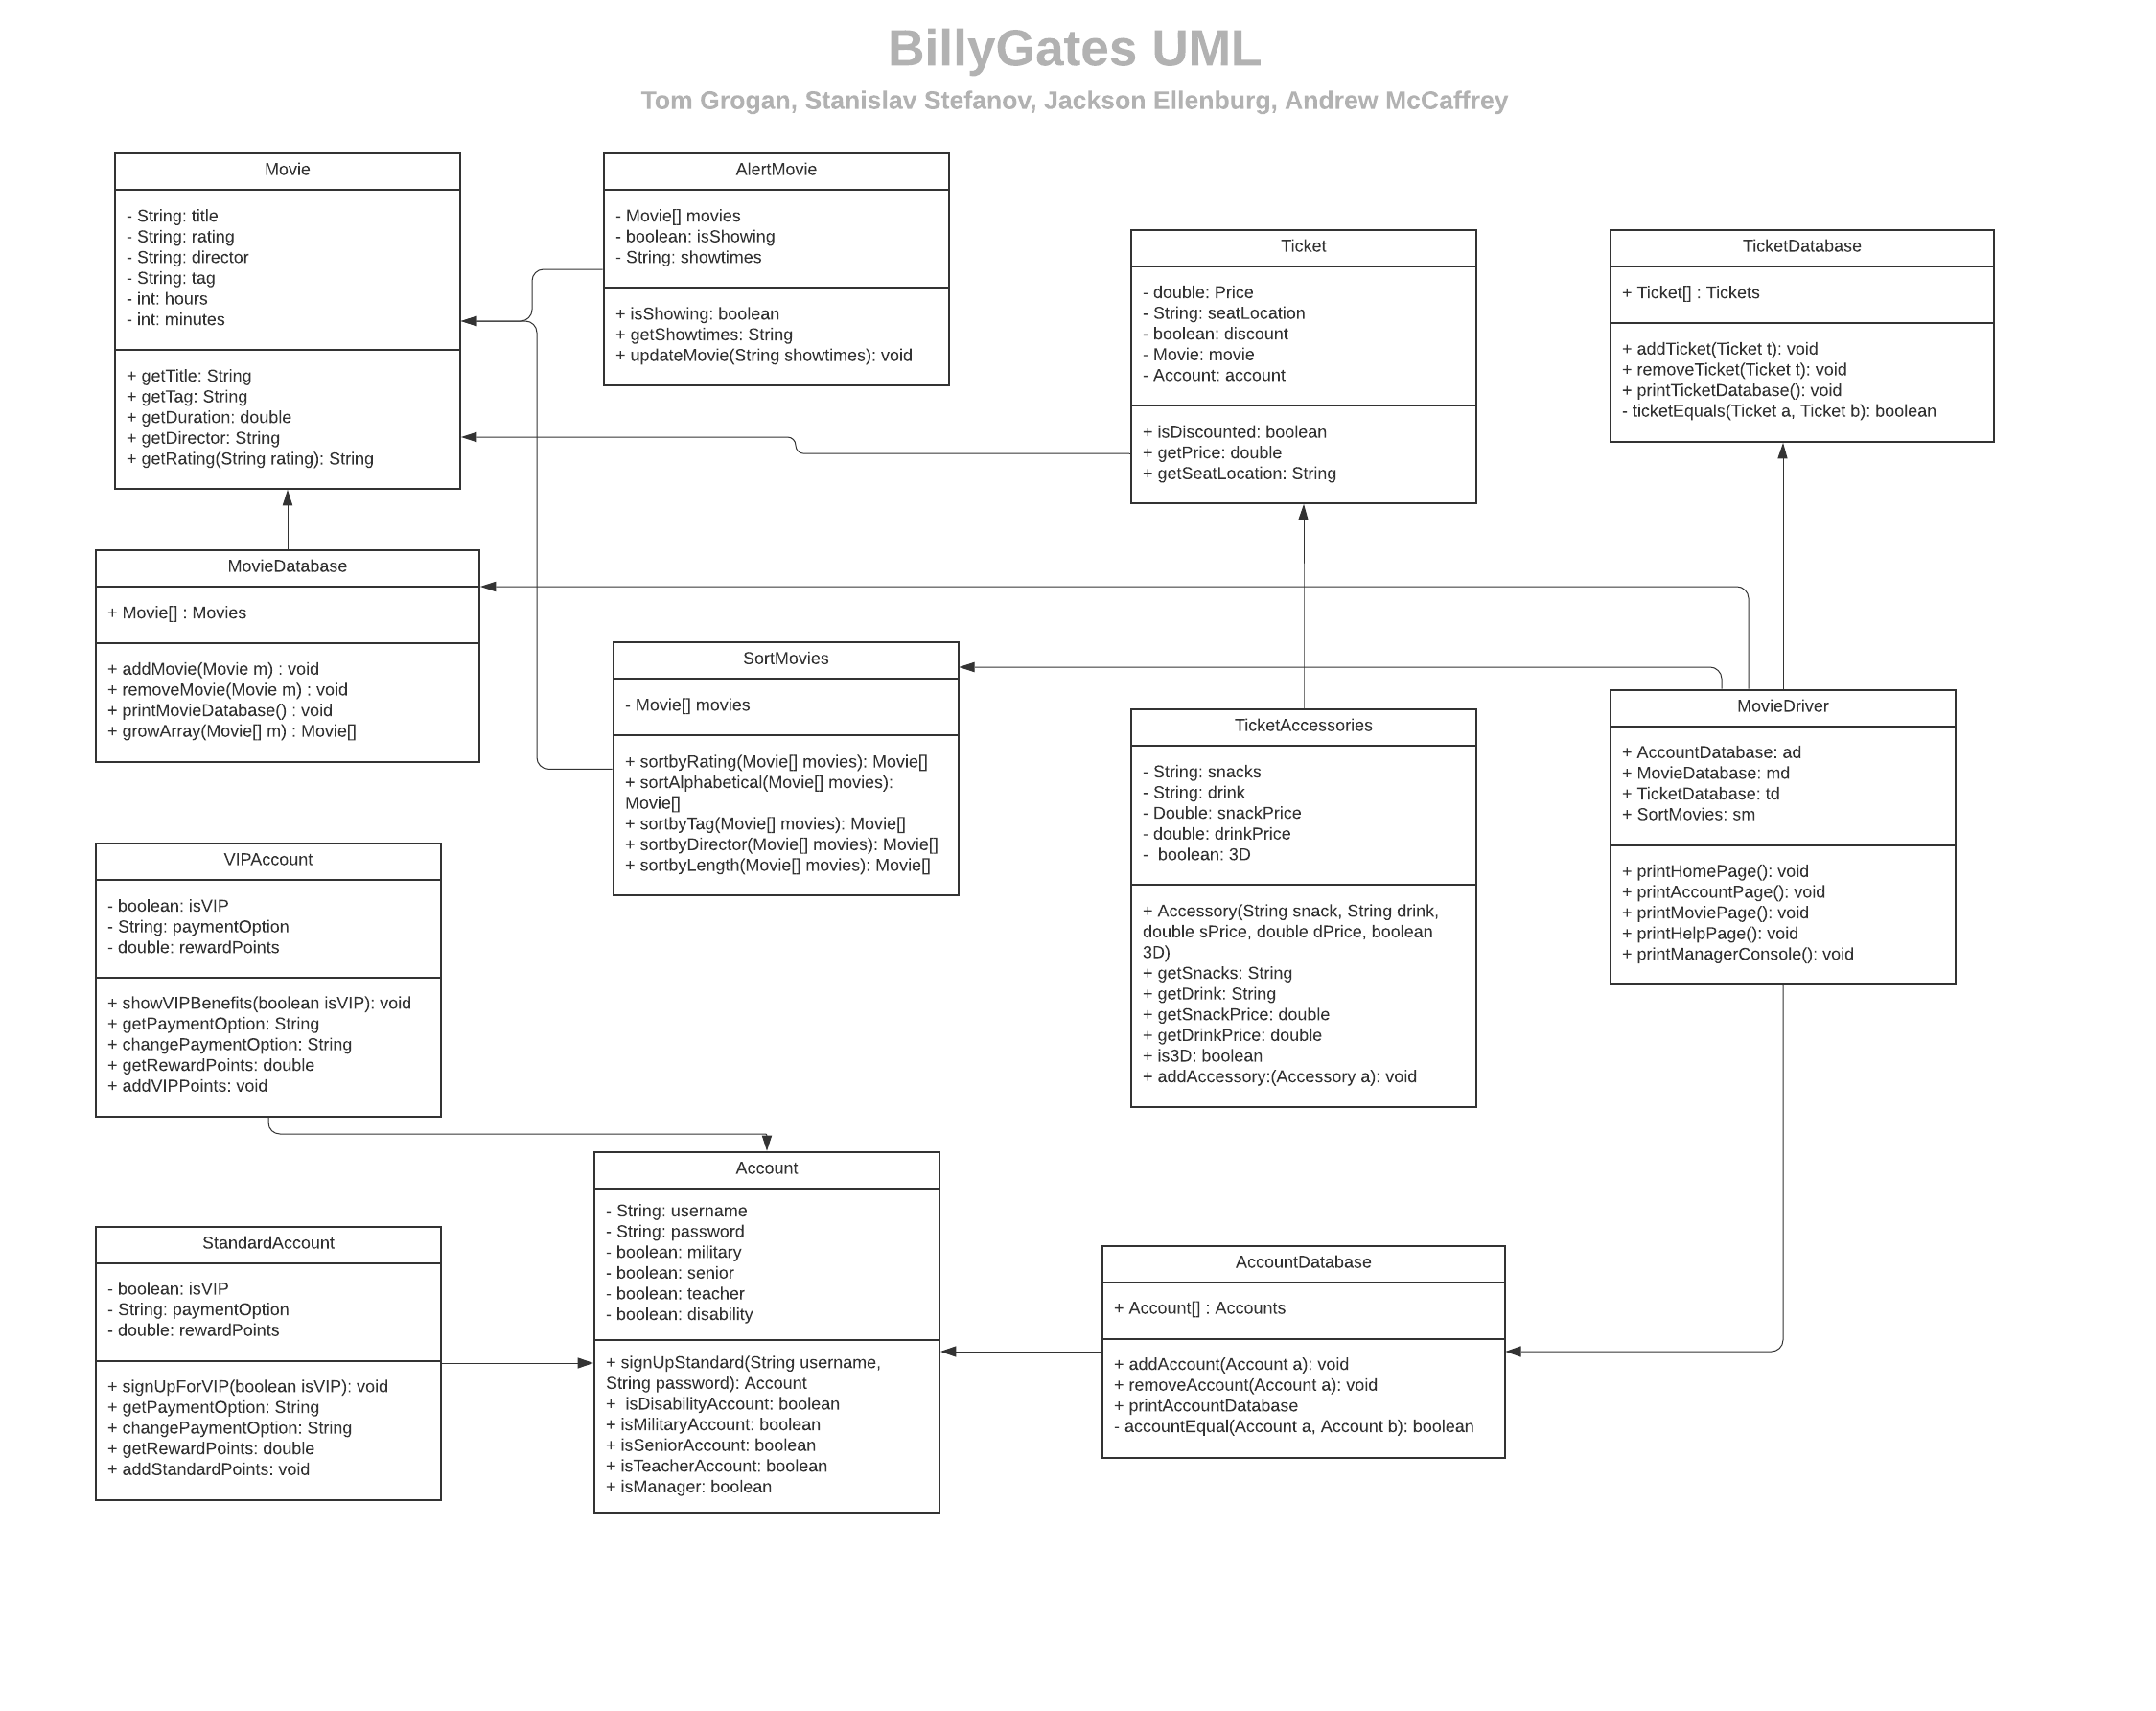 BillyGates UML
Tom Grogan, Stanislav Stefanov, Jackson Ellenburg, Andrew McCaffrey
Movie
- String: title
- String: rating
- String: director
- String: tag
- int: hours
- int: minutes
+ getTitle: String
+ getTag: String
+ getDuration: double
+ getDirector: String
+ getRating(String rating): String
AlertMovie
- Movie[] movies
- boolean: isShowing
- String: showtimes
+ isShowing: boolean
+ getShowtimes: String
+ updateMovie(String showtimes): void
Ticket
- double: Price
- String: seatLocation
- boolean: discount
- Movie: movie
- Account: account
+ isDiscounted: boolean
+ getPrice: double
+ getSeatLocation: String
TicketDatabase
+ Ticket[] : Tickets
+ addTicket(Ticket t): void
+ removeTicket(Ticket t): void
+ printTicketDatabase(): void
- ticketEquals(Ticket a, Ticket b): boolean
MovieDatabase
+ Movie[] : Movies
+ addMovie(Movie m) : void
+ removeMovie(Movie m) : void
+ printMovieDatabase() : void
+ growArray(Movie[] m) : Movie[]
SortMovies
- Movie[] movies
+ sortbyRating(Movie[] movies): Movie[]
+ sortAlphabetical(Movie[] movies):
Movie[]
+ sortbyTag(Movie[] movies): Movie[]
+ sortbyDirector(Movie[] movies): Movie[]
+ sortbyLength(Movie[] movies): Movie[]
TicketAccessories
- String: snacks
- String: drink
- Double: snackPrice
- double: drinkPrice
-  boolean: 3D
+ Accessory(String snack, String drink,
double sPrice, double dPrice, boolean
3D)
+ getSnacks: String
+ getDrink: String
+ getSnackPrice: double
+ getDrinkPrice: double
+ is3D: boolean
+ addAccessory:(Accessory a): void
MovieDriver
+ AccountDatabase: ad
+ MovieDatabase: md
+ TicketDatabase: td
+ SortMovies: sm
+ printHomePage(): void
+ printAccountPage(): void
+ printMoviePage(): void
+ printHelpPage(): void
+ printManagerConsole(): void
VIPAccount
- boolean: isVIP
- String: paymentOption
- double: rewardPoints
+ showVIPBenefits(boolean isVIP): void
+ getPaymentOption: String
+ changePaymentOption: String
+ getRewardPoints: double
+ addVIPPoints: void
Account
- String: username
- String: password
- boolean: military
- boolean: senior
- boolean: teacher
- boolean: disability
+ signUpStandard(String username,
String password): Account
+  isDisabilityAccount: boolean
+ isMilitaryAccount: boolean
+ isSeniorAccount: boolean
+ isTeacherAccount: boolean
+ isManager: boolean
StandardAccount
- boolean: isVIP
- String: paymentOption
- double: rewardPoints
+ signUpForVIP(boolean isVIP): void
+ getPaymentOption: String
+ changePaymentOption: String
+ getRewardPoints: double
+ addStandardPoints: void
AccountDatabase
+ Account[] : Accounts
+ addAccount(Account a): void
+ removeAccount(Account a): void
+ printAccountDatabase
- accountEqual(Account a, Account b): boolean